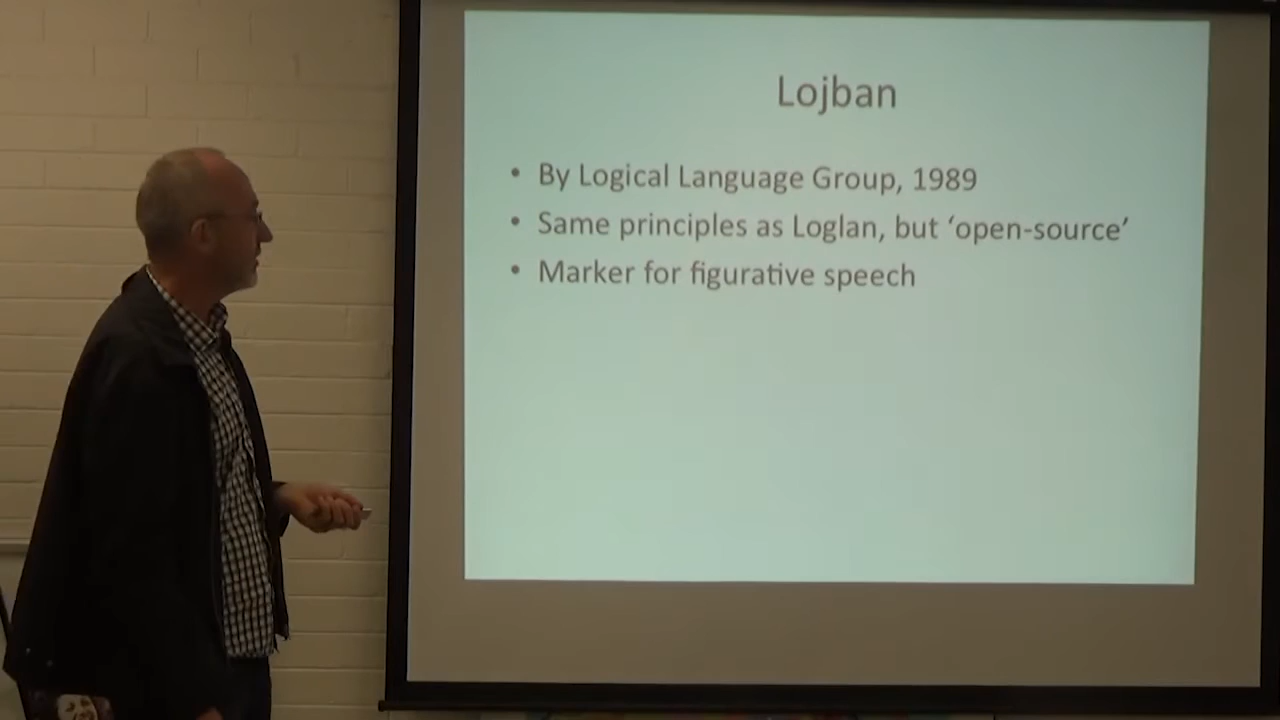 Lojban
• By Logical Language Group, 1989
• Same principles as Loglan, but ‘open-source’
• Marker for figurative speech